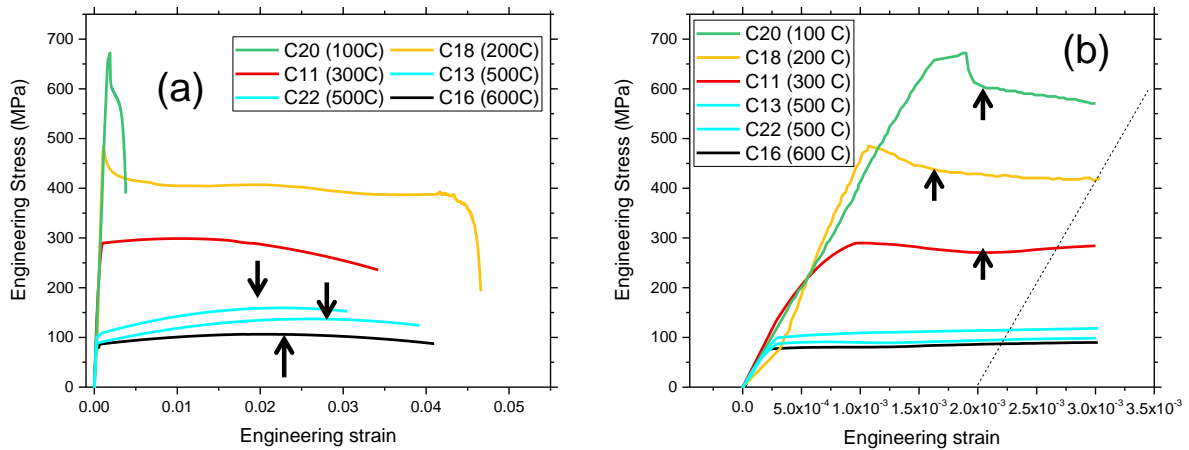 (a)
C20 (100C)
C18 (200C)
C11 (300C)
C13 (500C)
C22 (500C)
C16 (600C)
Engineering Stress (MPa)
700
600
500
400
300
200
100
0
0.00
0.01
0.02
0.03
0.04
0.05
Engineering strain
(b)
C20 (100 C)
C18 (200 C)
C11 (300 C)
C13 (500 C)
C22 (500 C)
C16 (600 C)
Engineering Stress (MPa)
700
600
500
400
300
200
100
0
0.0
5.0x10⁻⁴
1.0x10⁻³
1.5x10⁻³
2.0x10⁻³
2.5x10⁻³
3.0x10⁻³
3.5x10⁻³
Engineering strain